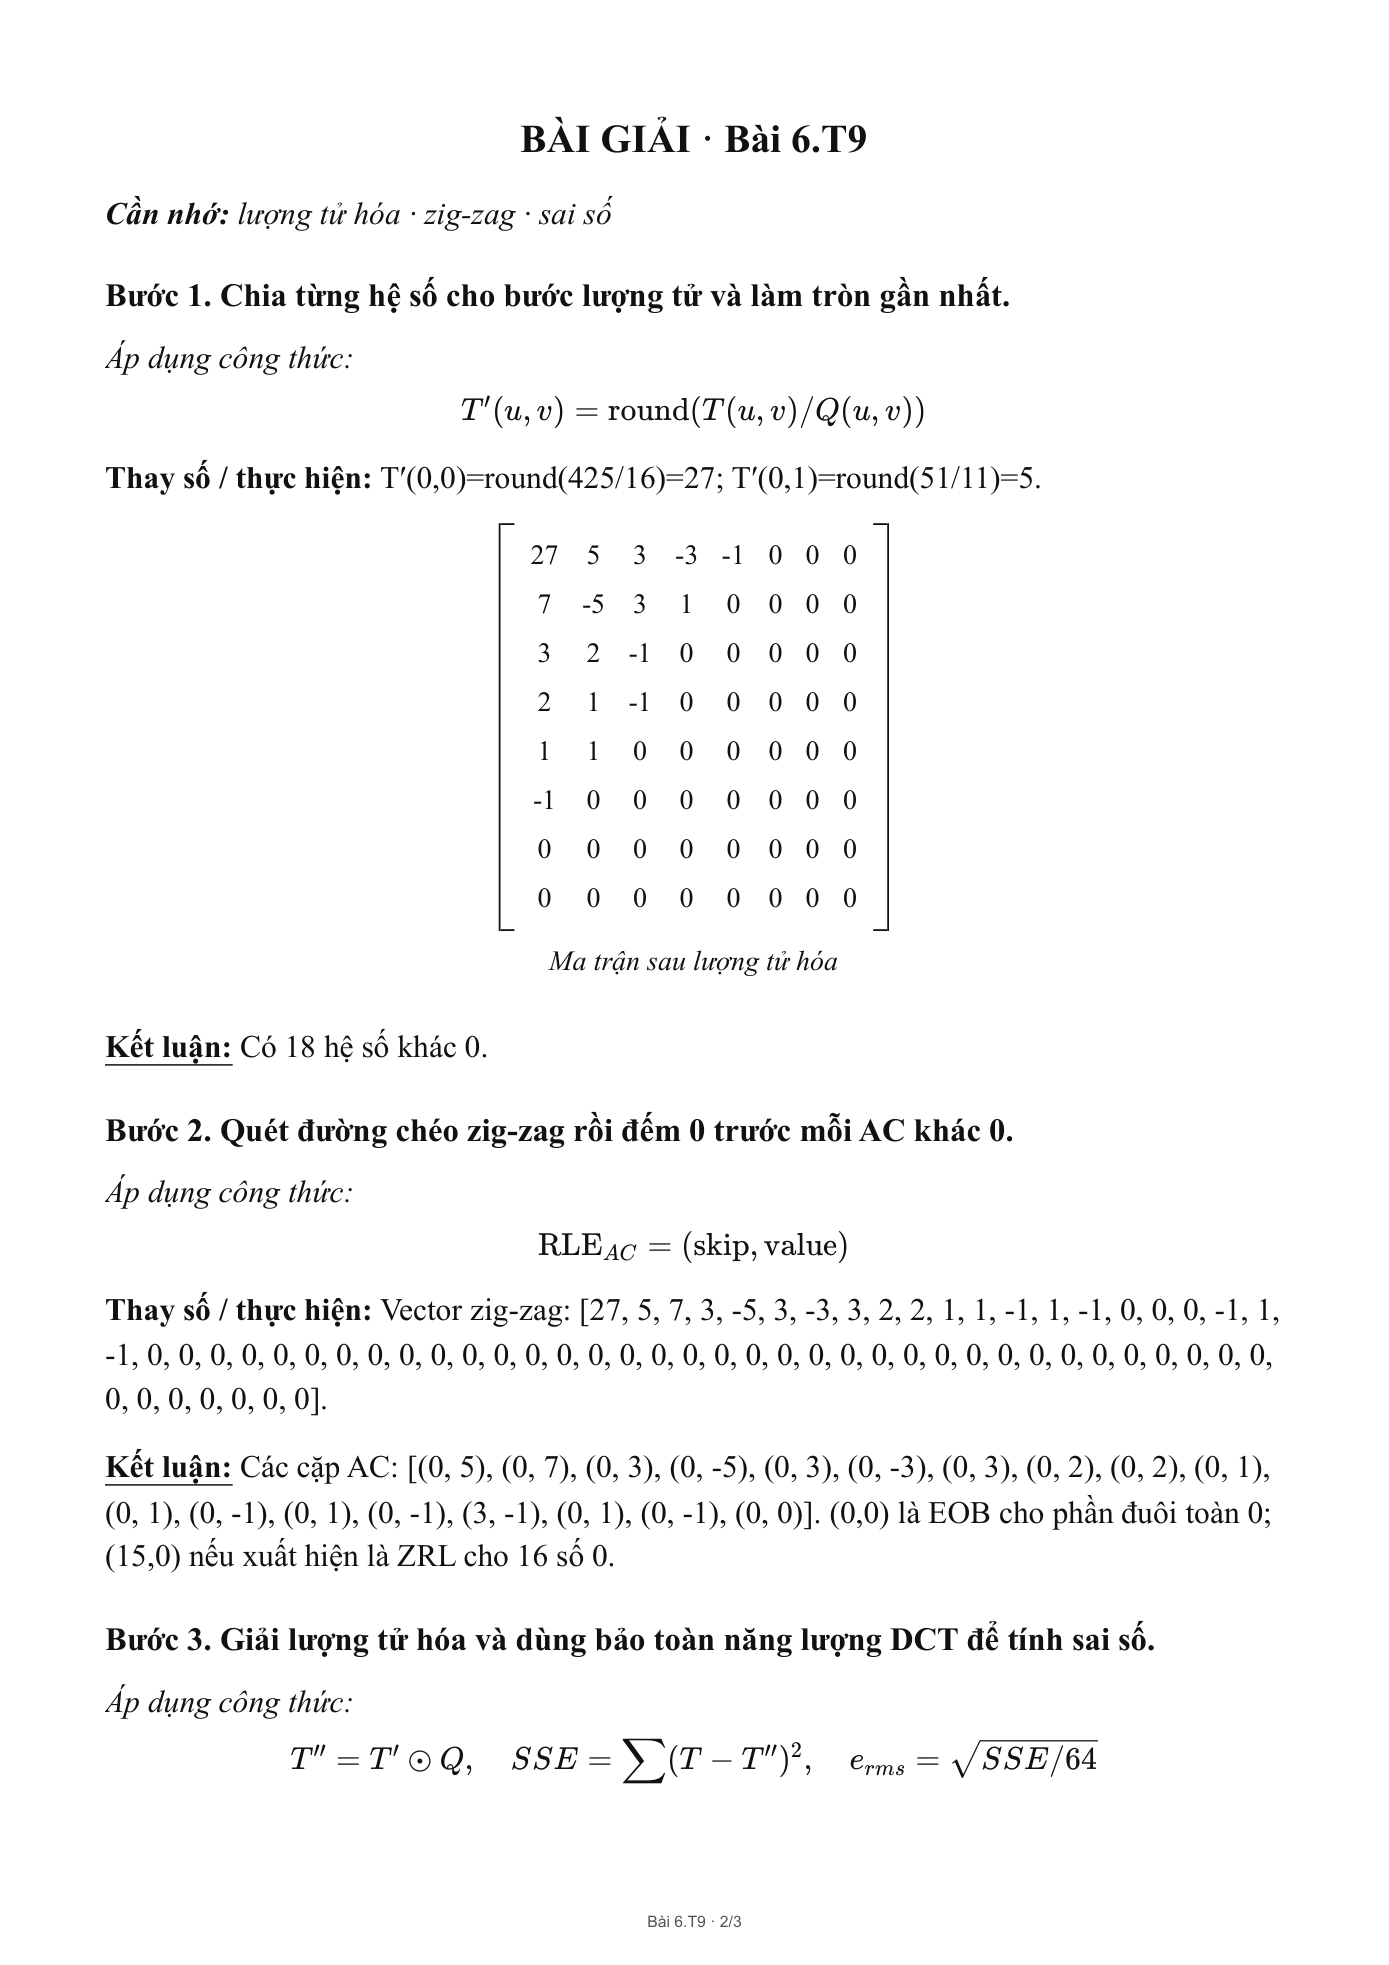 BÀI GIẢI · Bài 6.T9
Cần nhớ: lượng tử hóa · zig-zag · sai số
Bước 1. Chia từng hệ số cho bước lượng tử và làm tròn gần nhất.
Áp dụng công thức:
T′(u, v) = round(T(u, v)/Q(u, v))
Thay số / thực hiện: T′(0,0)=round(425/16)=27; T′(0,1)=round(51/11)=5.
27 5 3 -3 -1 0 0 0
7 -5 3 1 0 0 0 0
3 2 -1 0 0 0 0 0
2 1 -1 0 0 0 0 0
1 1 0 0 0 0 0 0
-1 0 0 0 0 0 0 0
0 0 0 0 0 0 0 0
0 0 0 0 0 0 0 0
Ma trận sau lượng tử hóa
Kết luận: Có 18 hệ số khác 0.
Bước 2. Quét đường chéo zig-zag rồi đếm 0 trước mỗi AC khác 0.
Áp dụng công thức:
RLE_AC = (skip, value)
Thay số / thực hiện: Vector zig-zag: [27, 5, 7, 3, -5, 3, -3, 3, 2, 2, 1, 1, -1, 1, -1, 0, 0, 0, -1, 1,
-1, 0, 0, 0, 0, 0, 0, 0, 0, 0, 0, 0, 0, 0, 0, 0, 0, 0, 0, 0, 0, 0, 0, 0, 0, 0, 0, 0, 0, 0, 0, 0, 0, 0, 0, 0, 0,
0, 0, 0, 0, 0, 0, 0].
Kết luận: Các cặp AC: [(0, 5), (0, 7), (0, 3), (0, -5), (0, 3), (0, -3), (0, 3), (0, 2), (0, 2), (0, 1),
(0, 1), (0, -1), (0, 1), (0, -1), (3, -1), (0, 1), (0, -1), (0, 0)]. (0,0) là EOB cho phần đuôi toàn 0;
(15,0) nếu xuất hiện là ZRL cho 16 số 0.
Bước 3. Giải lượng tử hóa và dùng bảo toàn năng lượng DCT để tính sai số.
Áp dụng công thức:
T″ = T′ ⊙ Q, SSE = ∑(T − T″)², e_rms = √SSE/64
Bài 6.T9 · 2/3